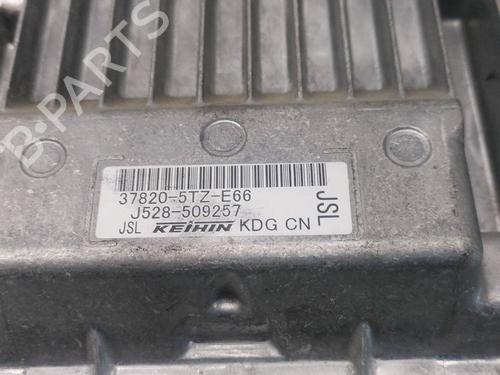 B-PARTS
37820-5TZ-E66
J528-509257
JSL KEIHIN KDG CN
JSL